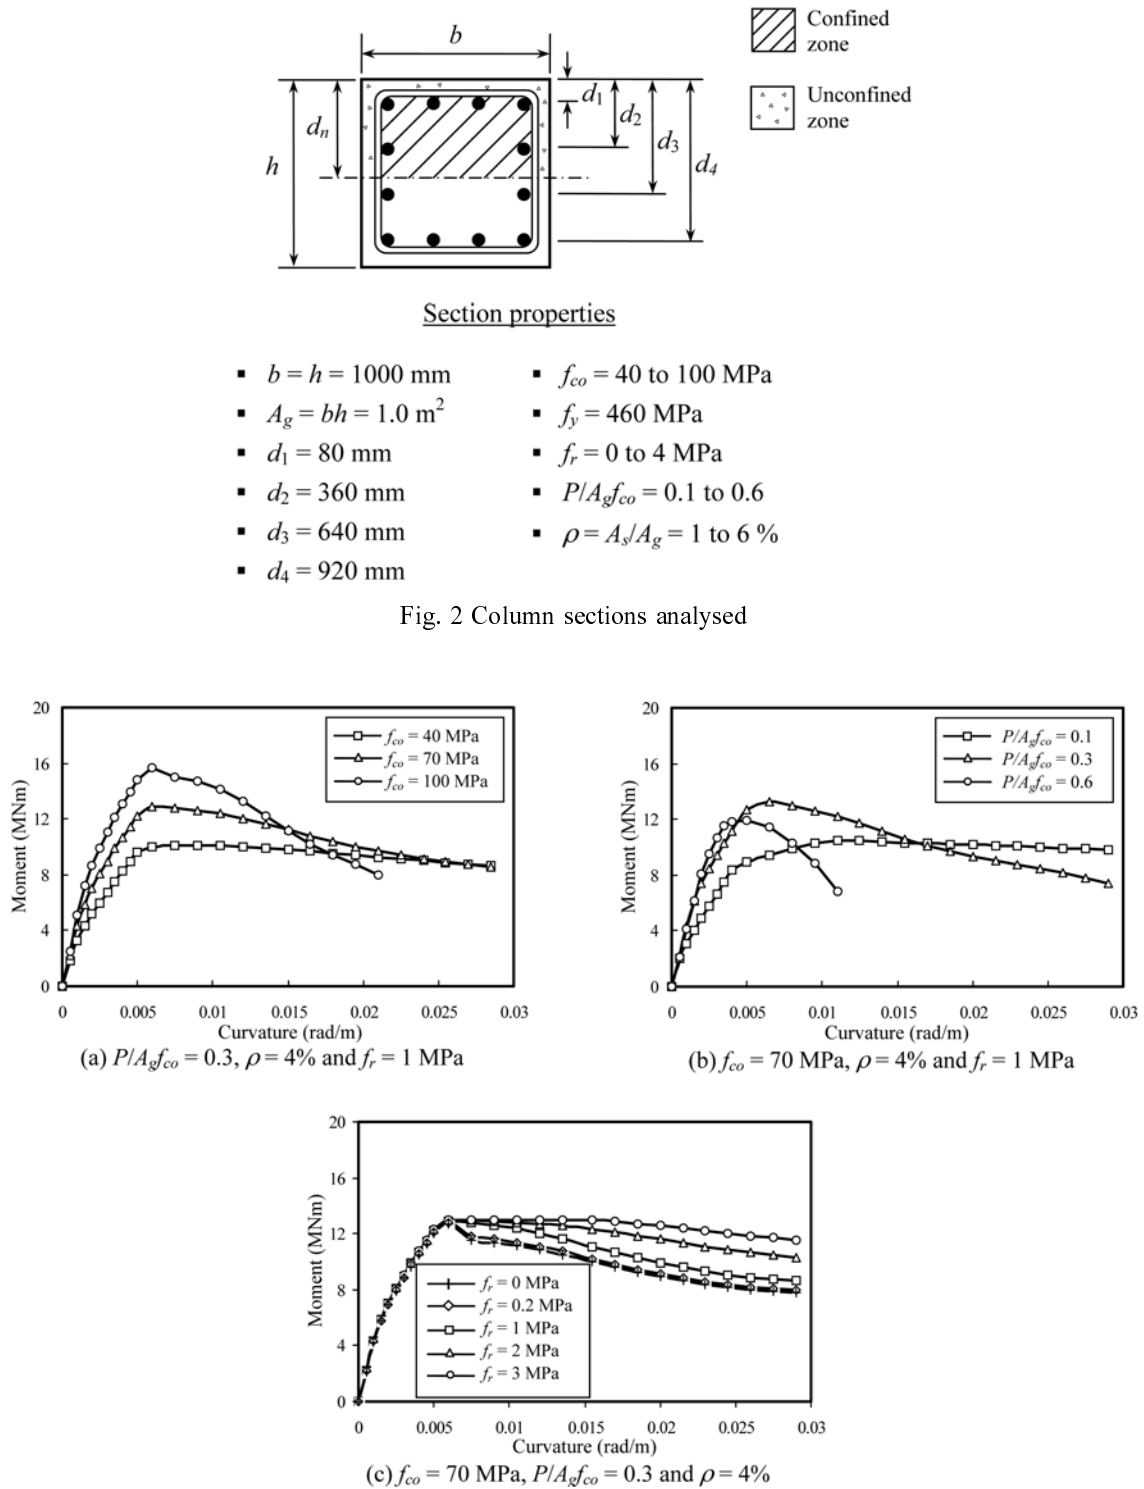 b
Confined
zone
Unconfined
zone
d1
d2
d3
d4
dn
h
Section properties
▪ b = h = 1000 mm
▪ Ag = bh = 1.0 m²
▪ d1 = 80 mm
▪ d2 = 360 mm
▪ d3 = 640 mm
▪ d4 = 920 mm
▪ fco = 40 to 100 MPa
▪ fy = 460 MPa
▪ fr = 0 to 4 MPa
▪ P/Agfco = 0.1 to 0.6
▪ ρ = As/Ag = 1 to 6 %
Fig. 2 Column sections analysed
Moment (MNm)
20
16
12
8
4
0
fco = 40 MPa
fco = 70 MPa
fco = 100 MPa
0 0.005 0.01 0.015 0.02 0.025 0.03
Curvature (rad/m)
(a) P/Agfco = 0.3, ρ = 4% and fr = 1 MPa
Moment (MNm)
20
16
12
8
4
0
P/Agfco = 0.1
P/Agfco = 0.3
P/Agfco = 0.6
0 0.005 0.01 0.015 0.02 0.025 0.03
Curvature (rad/m)
(b) fco = 70 MPa, ρ = 4% and fr = 1 MPa
Moment (MNm)
20
16
12
8
4
0
fr = 0 MPa
fr = 0.2 MPa
fr = 1 MPa
fr = 2 MPa
fr = 3 MPa
0 0.005 0.01 0.015 0.02 0.025 0.03
Curvature (rad/m)
(c) fco = 70 MPa, P/Agfco = 0.3 and ρ = 4%